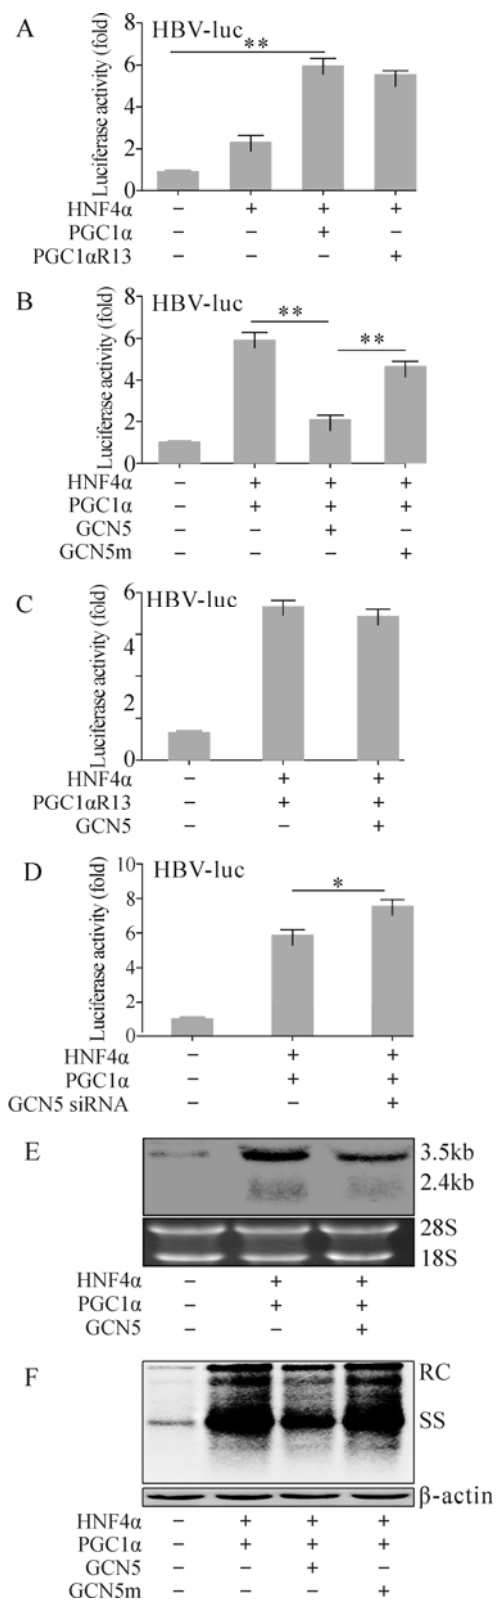 A
HBV-luc
**
Luciferase activity (fold)
8
6
4
2
0
HNF4α − + + +
PGC1α − − + −
PGC1αR13 − − − +
B
HBV-luc
**
**
Luciferase activity (fold)
8
6
4
2
0
HNF4α − + + +
PGC1α − + + +
GCN5 − − + −
GCN5m − − − +
C
HBV-luc
Luciferase activity (fold)
6
4
2
0
HNF4α − + +
PGC1αR13 − + +
GCN5 − − +
D
HBV-luc
*
Luciferase activity (fold)
10
8
6
4
2
0
HNF4α − + +
PGC1α − + +
GCN5 siRNA − − +
E
3.5kb
2.4kb
28S
18S
HNF4α − + +
PGC1α − + +
GCN5 − − +
F
RC
SS
β-actin
HNF4α − + + +
PGC1α − + + +
GCN5 − − + −
GCN5m − − − +